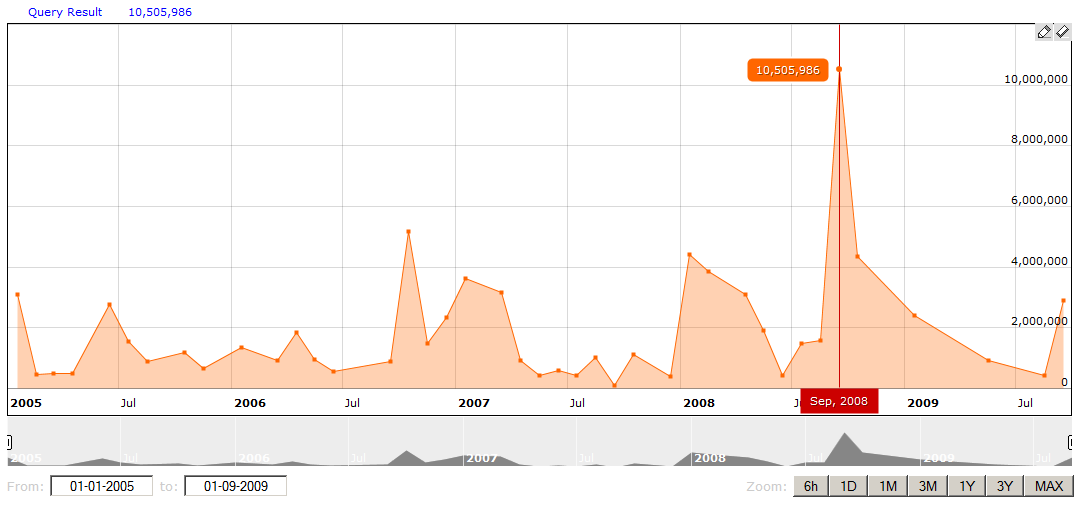 Query Result 10,505,986
10,505,986
10,000,000
8,000,000
6,000,000
4,000,000
2,000,000
0
2005 Jul 2006 Jul 2007 Jul 2008 Sep, 2008 2009 Jul
2005 Jul 2006 Jul 2007 Jul 2008 Jul 2009 Jul
From: 01-01-2005 to: 01-09-2009 Zoom: 6h 1D 1M 3M 1Y 3Y MAX